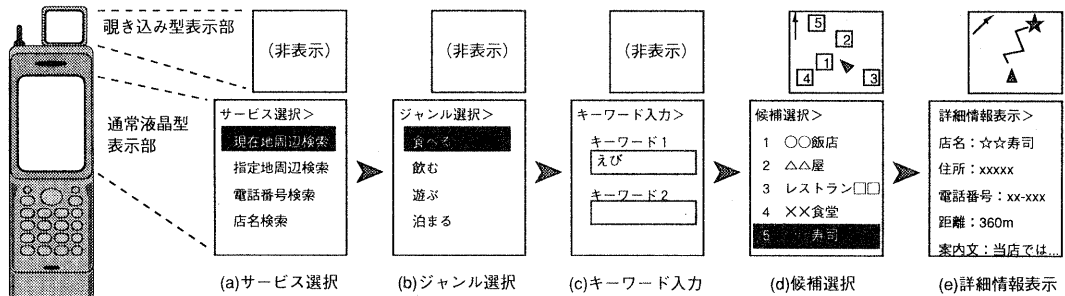 覗き込み型表示部
通常液晶型
表示部
(非表示)
サービス選択>
現在地周辺検索
指定地周辺検索
電話番号検索
店名検索
(a)サービス選択
(非表示)
ジャンル選択>
食べる
飲む
遊ぶ
泊まる
(b)ジャンル選択
(非表示)
キーワード入力>
キーワード1
えび
キーワード2
(c)キーワード入力
5
2
1
4
3
候補選択>
1 〇〇飯店
2 △△屋
3 レストラン□□
4 ××食堂
5 寿司
(d)候補選択
詳細情報表示>
店名:☆☆寿司
住所:xxxxx
電話番号:xx-xxx
距離:360m
案内文:当店では...
(e)詳細情報表示